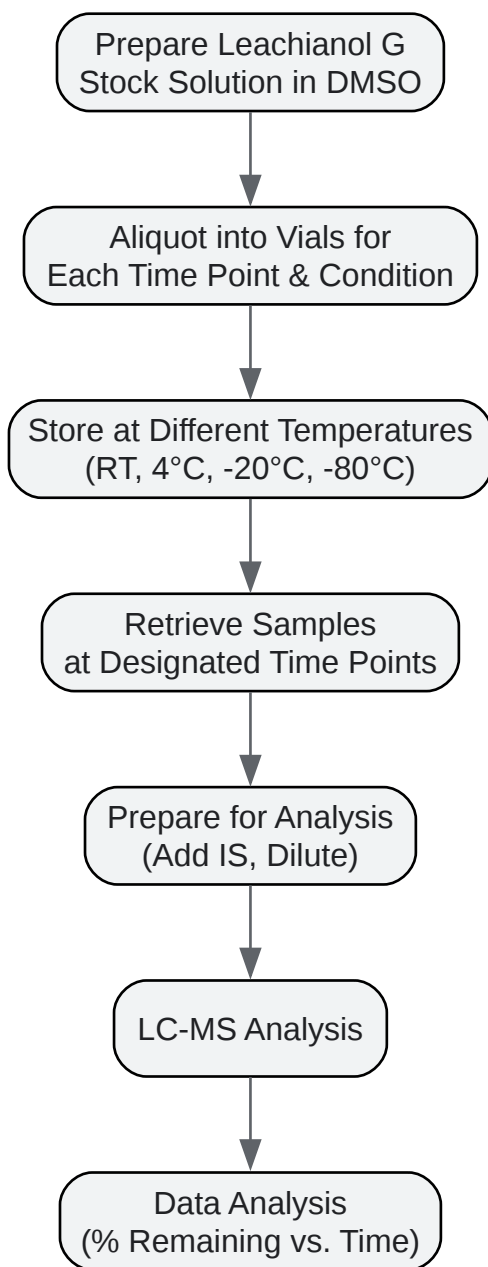 Prepare Leachianol G
Stock Solution in DMSO
Aliquot into Vials for
Each Time Point & Condition
Store at Different Temperatures
(RT, 4°C, -20°C, -80°C)
Retrieve Samples
at Designated Time Points
Prepare for Analysis
(Add IS, Dilute)
LC-MS Analysis
Data Analysis
(% Remaining vs. Time)